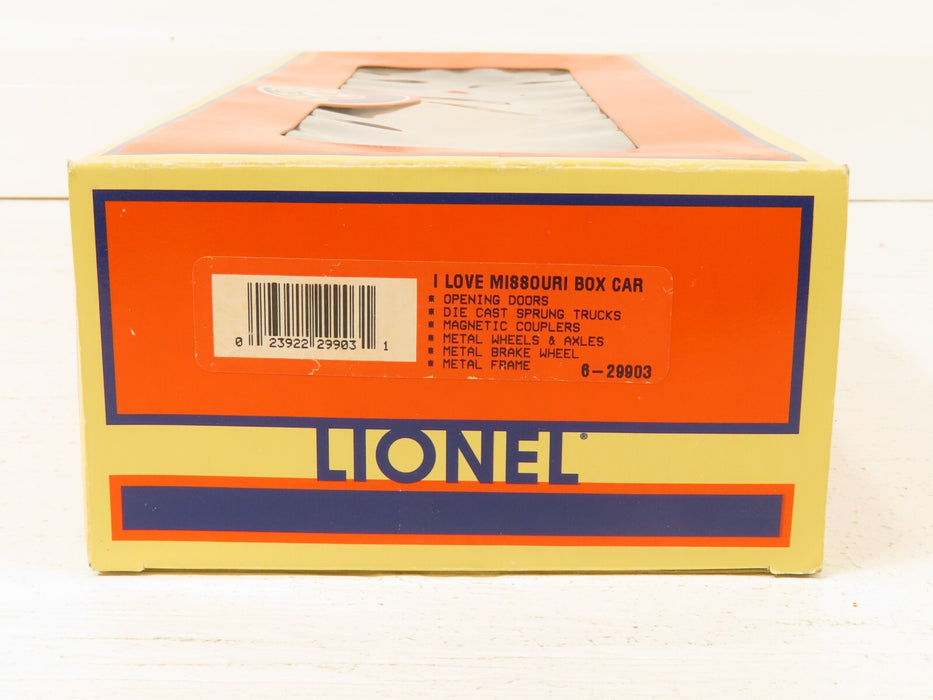 I LOVE MISSOURI BOX CAR
* OPENING DOORS
* DIE CAST SPRUNG TRUCKS
* MAGNETIC COUPLERS
* METAL WHEELS & AXLES
* METAL BRAKE WHEEL
* METAL FRAME
6-29903
0 23922 29903 1
LIONEL®